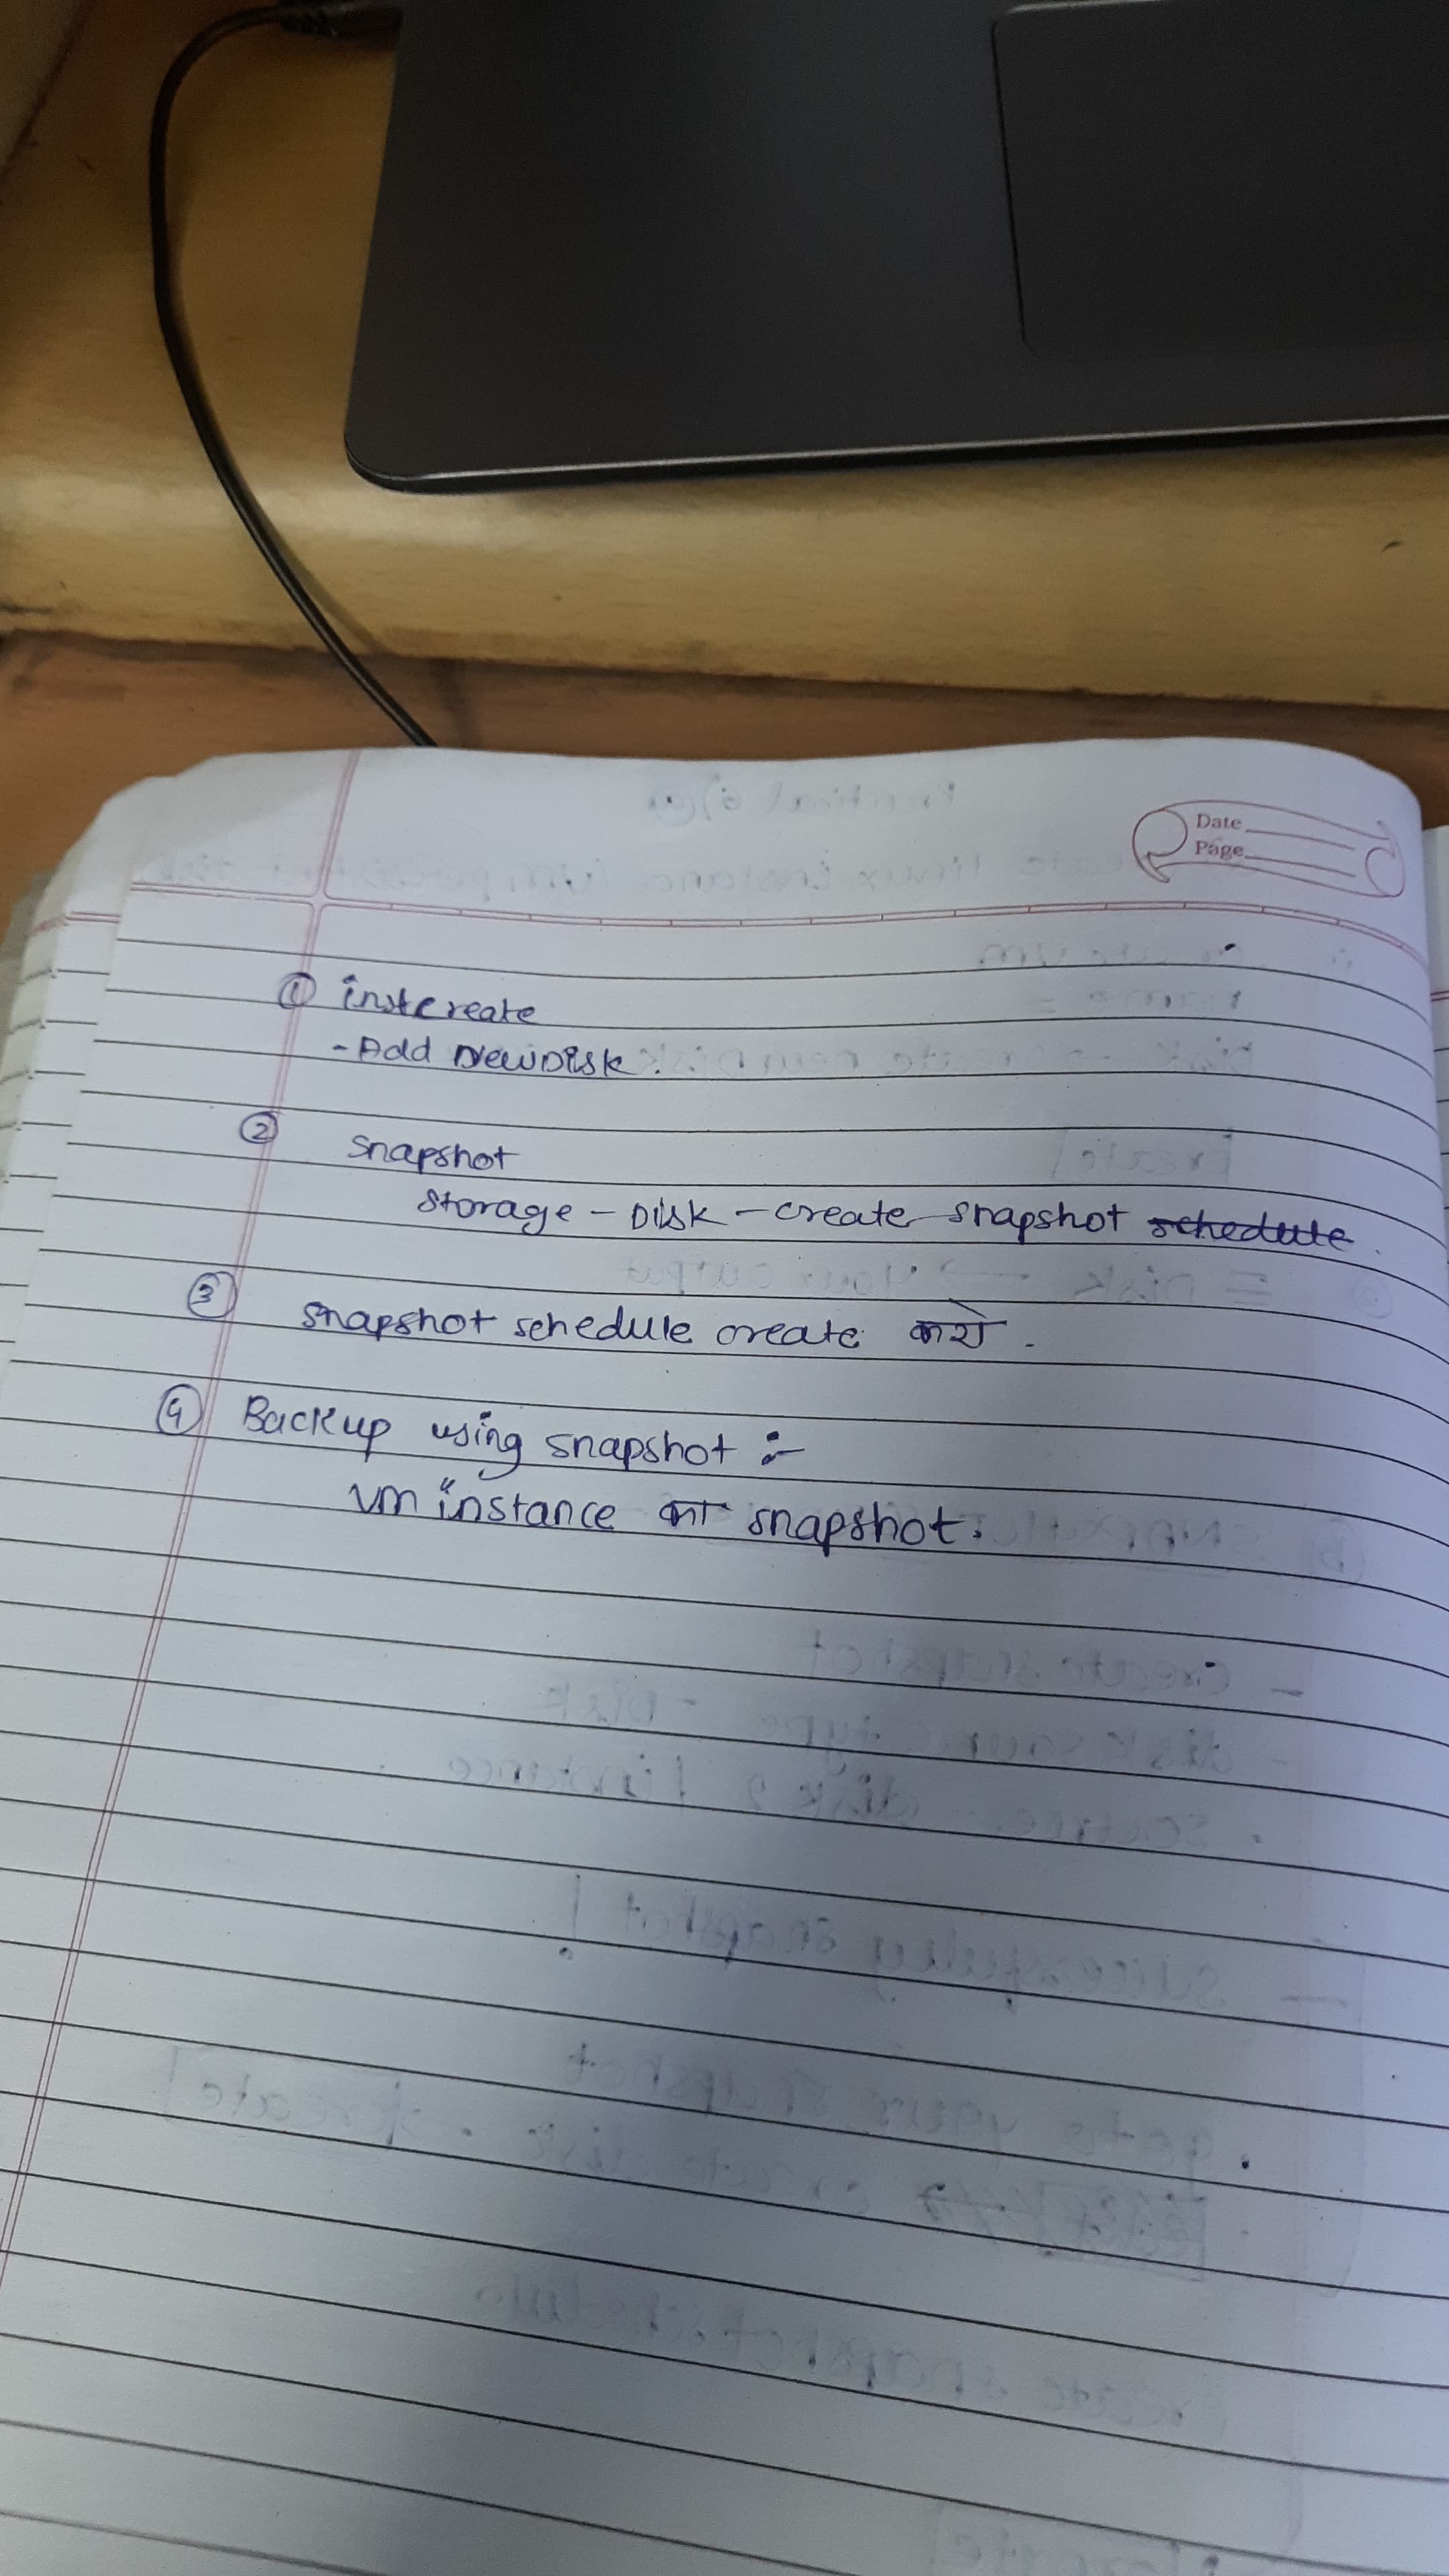 Date
Page
① instcreate
- Add NewDisk.
② snapshot
storage - Disk - create snapshot schedule.
③ snapshot schedule create करो.
④ Backup using snapshot :-
vm instance का snapshot.